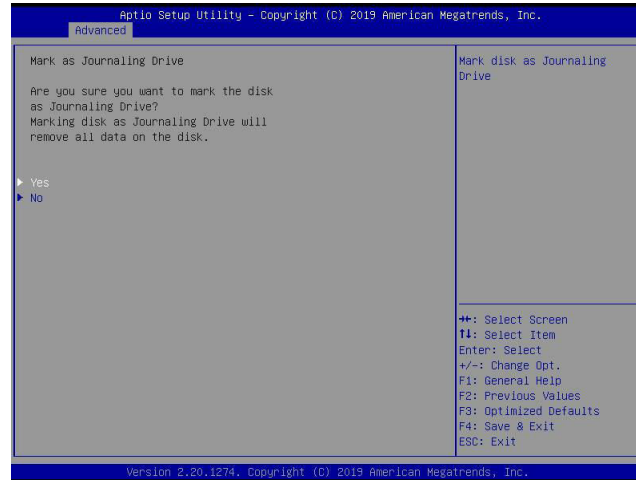 Aptio Setup Utility – Copyright (C) 2019 American Megatrends, Inc.
Advanced
Mark as Journaling Drive
Are you sure you want to mark the disk
as Journaling Drive?
Marking disk as Journaling Drive will
remove all data on the disk.
Yes
No
Mark disk as Journaling
Drive
→←: Select Screen
↑↓: Select Item
Enter: Select
+/-: Change Opt.
F1: General Help
F2: Previous Values
F3: Optimized Defaults
F4: Save & Exit
ESC: Exit
Version 2.20.1274. Copyright (C) 2019 American Megatrends, Inc.